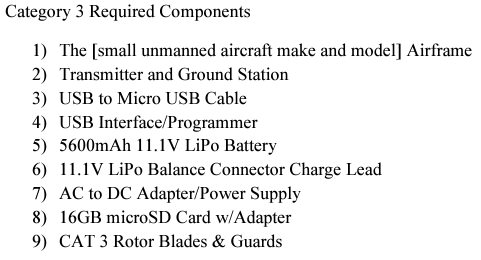 Category 3 Required Components
1) The [small unmanned aircraft make and model] Airframe
2) Transmitter and Ground Station
3) USB to Micro USB Cable
4) USB Interface/Programmer
5) 5600mAh 11.1V LiPo Battery
6) 11.1V LiPo Balance Connector Charge Lead
7) AC to DC Adapter/Power Supply
8) 16GB microSD Card w/Adapter
9) CAT 3 Rotor Blades & Guards